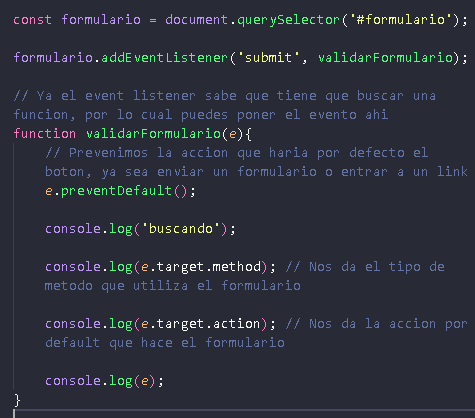 const formulario = document.querySelector('#formulario');
formulario.addEventListener('submit', validarFormulario);
// Ya el event listener sabe que tiene que buscar una
funcion, por lo cual puedes poner el evento ahi
function validarFormulario(e){
// Prevenimos la accion que haria por defecto el
boton, ya sea enviar un formulario o entrar a un link
e.preventDefault();
console.log('buscando');
console.log(e.target.method); // Nos da el tipo de
metodo que utiliza el formulario
console.log(e.target.action); // Nos da la accion por
default que hace el formulario
console.log(e);
}